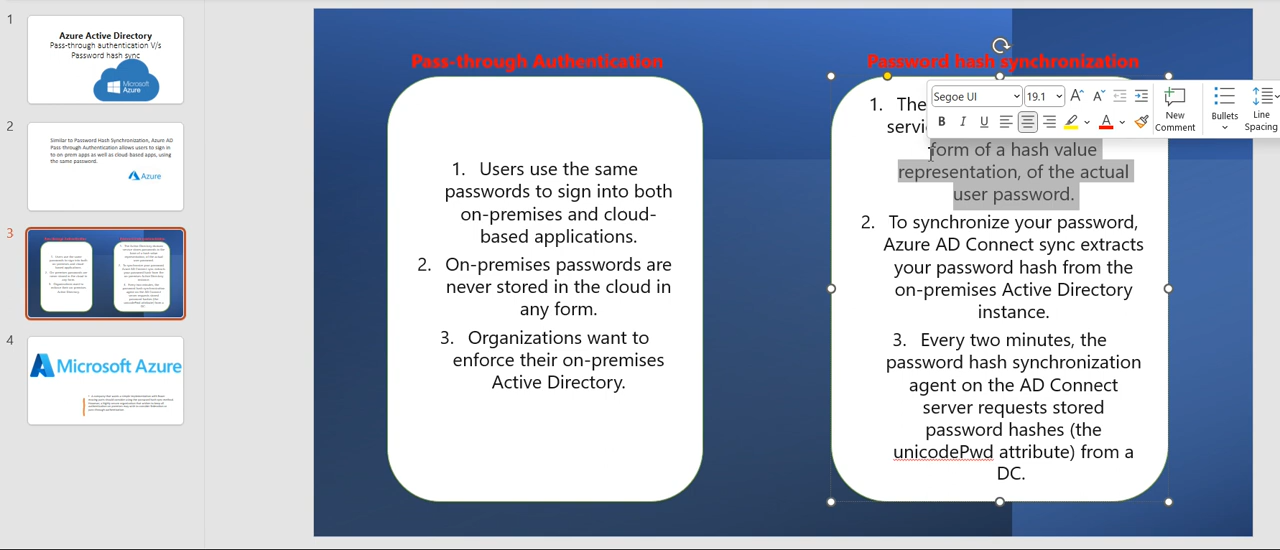 1
Azure Active Directory
Pass-through authentication V/s
Password hash sync
Microsoft
Azure
2
Similar to Password Hash Synchronization, Azure AD
Pass through Authentication allows users to sign in
to on-prem apps as well as cloud-based apps, using
the same password.
Azure
3
4
Microsoft Azure
Pass-through Authentication
1. Users use the same
passwords to sign into both
on-premises and cloud-
based applications.
2. On-premises passwords are
never stored in the cloud in
any form.
3. Organizations want to
enforce their on-premises
Active Directory.
Password hash synchronization
Segoe UI
19.1
A A
B I U
A
New
Comment
Bullets
Line
Spacing
1. The
form of a hash value
representation, of the actual
user password.
2. To synchronize your password,
Azure AD Connect sync extracts
your password hash from the
on-premises Active Directory
instance.
3. Every two minutes, the
password hash synchronization
agent on the AD Connect
server requests stored
password hashes (the
unicodePwd attribute) from a
DC.